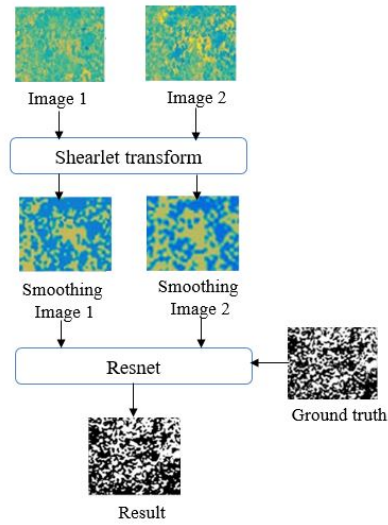 Image 1
Image 2
Shearlet transform
Smoothing
Image 1
Smoothing
Image 2
Resnet
Ground truth
Result